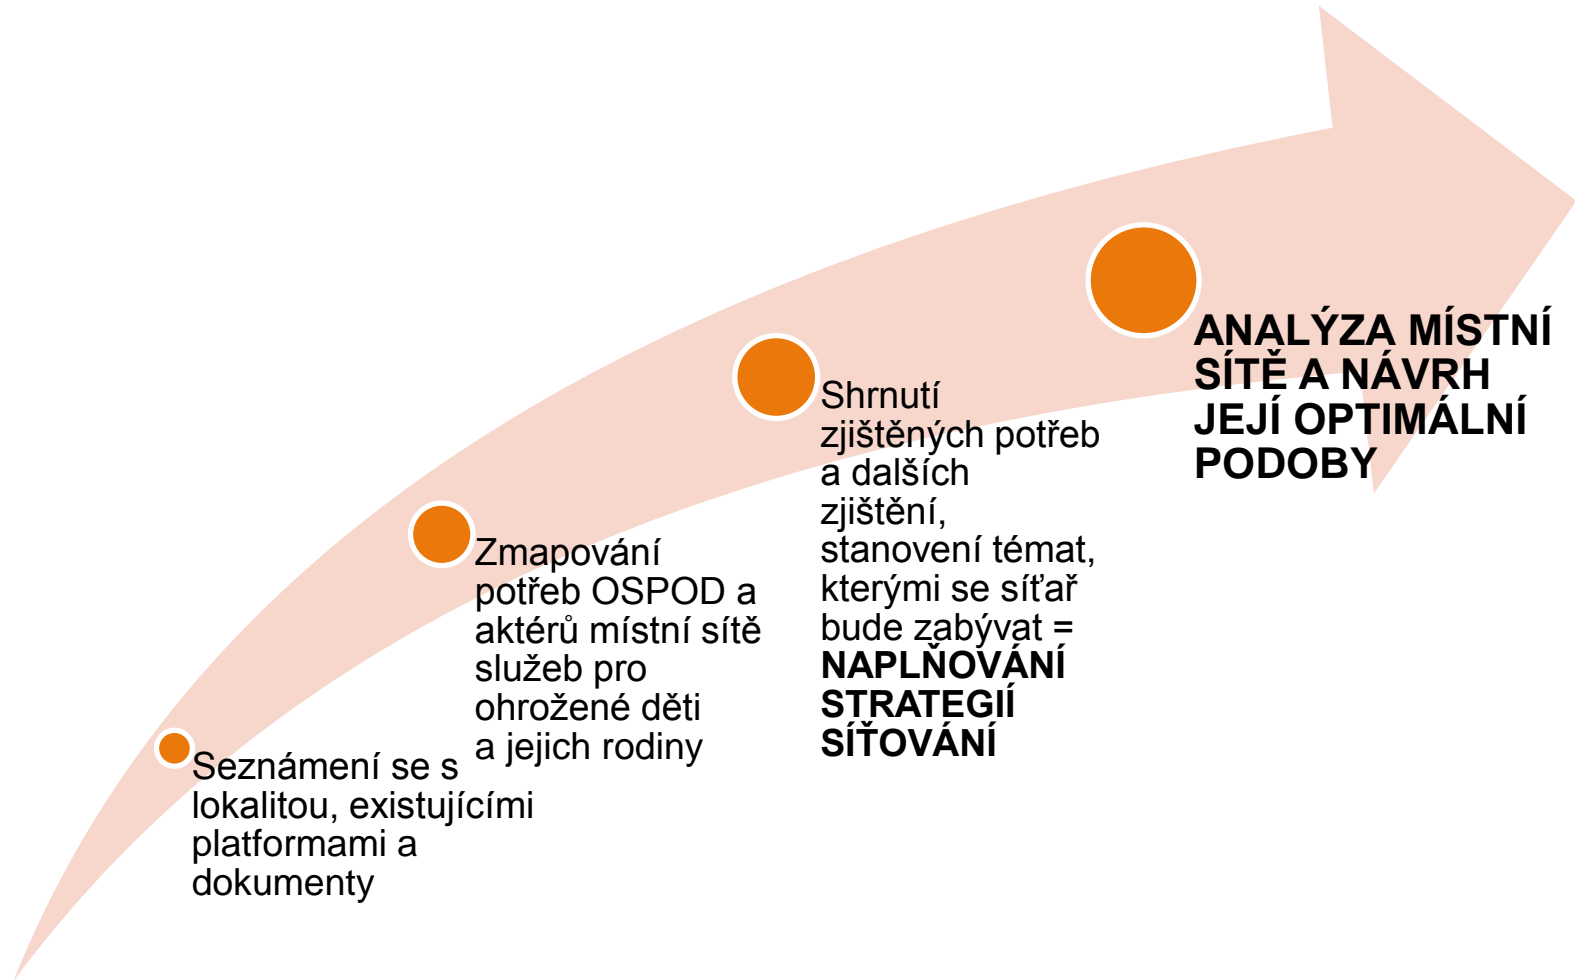 Seznámení se s
lokalitou, existujícími
platformami a
dokumenty
Zmapování
potřeb OSPOD a
aktérů místní sítě
služeb pro
ohrožené děti
a jejich rodiny
Shrnutí
zjištěných potřeb
a dalších
zjištění,
stanovení témat,
kterými se síťař
bude zabývat =
NAPLŇOVÁNÍ
STRATEGIÍ
SÍŤOVÁNÍ
ANALÝZA MÍSTNÍ
SÍTĚ A NÁVRH
JEJÍ OPTIMÁLNÍ
PODOBY